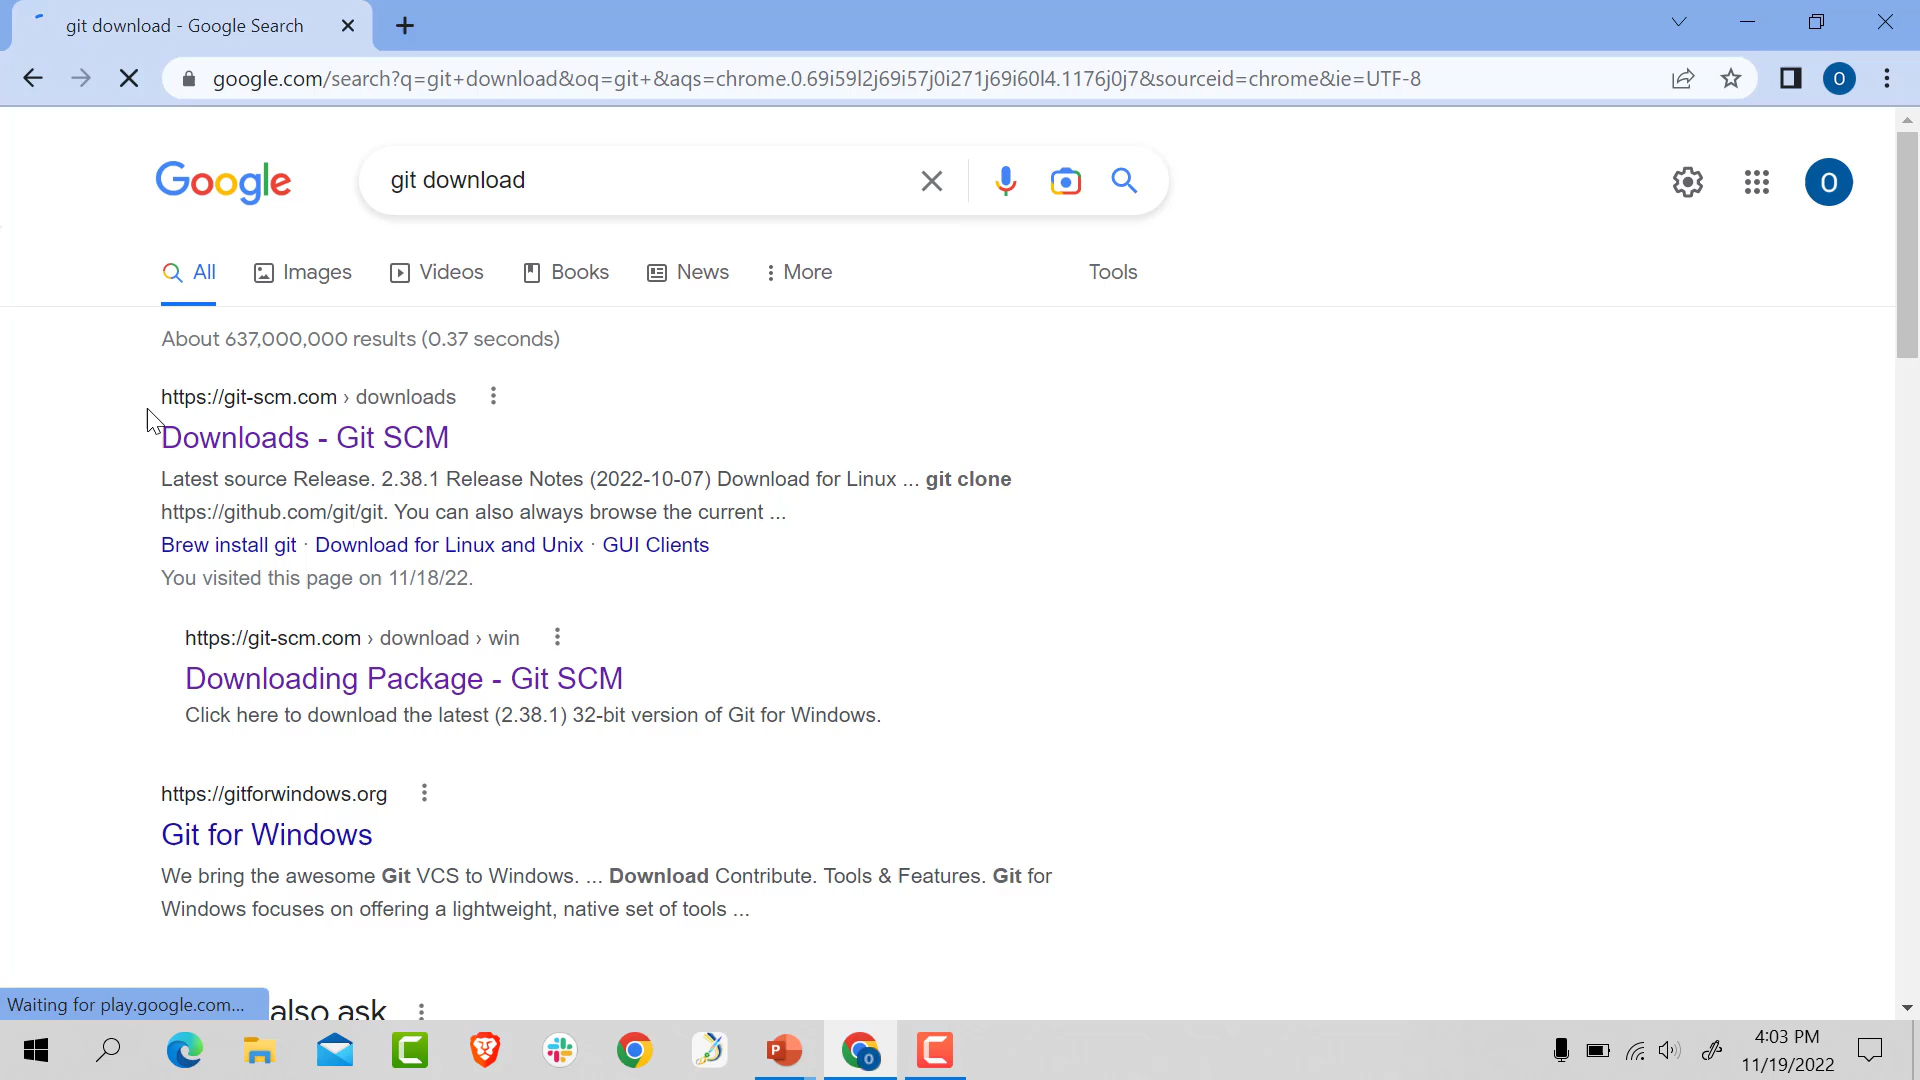 git download - Google Search
google.com/search?q=git+download&oq=git+&aqs=chrome.0.69i59l2j69i57j0i271j69i60l4.1176j0j7&sourceid=chrome&ie=UTF-8
O
Google
git download
O
All
Images
Videos
Books
News
More
Tools
About 637,000,000 results (0.37 seconds)
https://git-scm.com › downloads
Downloads - Git SCM
Latest source Release. 2.38.1 Release Notes (2022-10-07) Download for Linux ... git clone
https://github.com/git/git. You can also always browse the current ...
Brew install git · Download for Linux and Unix · GUI Clients
You visited this page on 11/18/22.
https://git-scm.com › download › win
Downloading Package - Git SCM
Click here to download the latest (2.38.1) 32-bit version of Git for Windows.
https://gitforwindows.org
Git for Windows
We bring the awesome Git VCS to Windows. ... Download Contribute. Tools & Features. Git for
Windows focuses on offering a lightweight, native set of tools ...
also ask
Waiting for play.google.com...
4:03 PM
11/19/2022